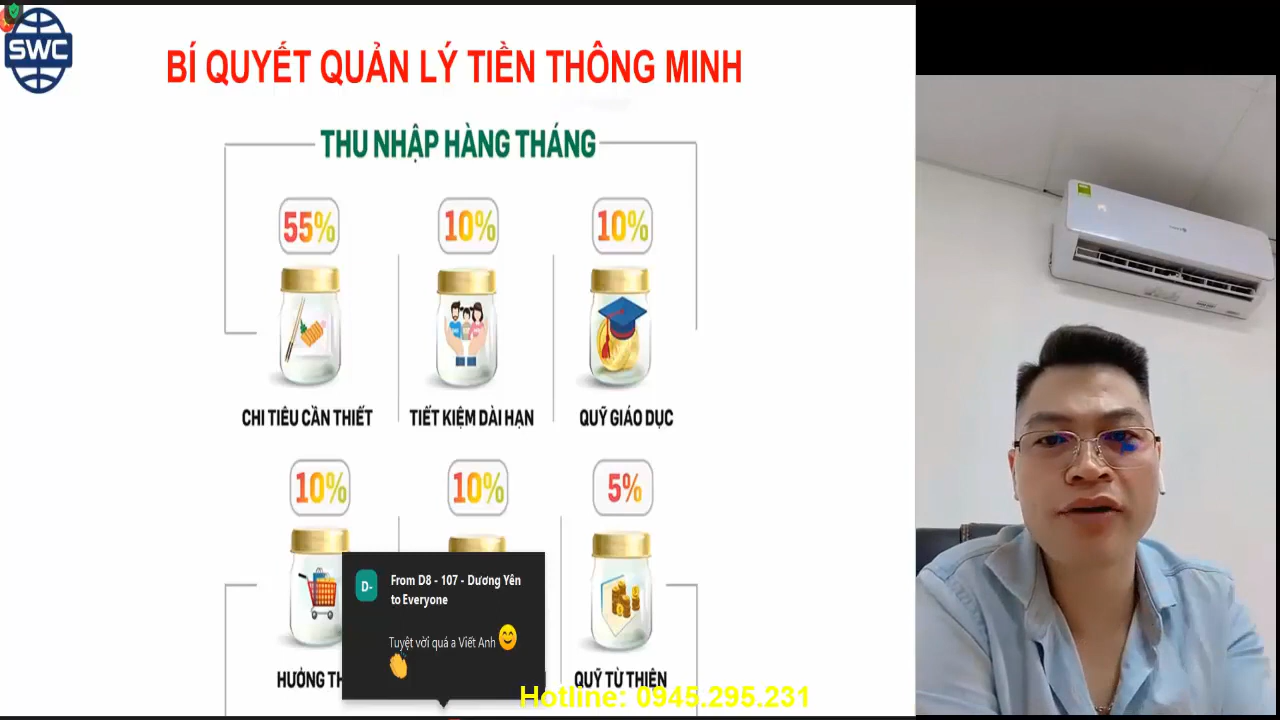 SWC
BÍ QUYẾT QUẢN LÝ TIỀN THÔNG MINH
THU NHẬP HÀNG THÁNG
55%
10%
10%
CHI TIÊU CẦN THIẾT
TIẾT KIỆM DÀI HẠN
QUỸ GIÁO DỤC
10%
10%
5%
D-
From D8 - 107 - Dương Yên
to Everyone
Tuyệt vời quá a Viết Anh 😊
👏
HƯỞNG TH
QUỸ TỪ THIỆN
Hotline: 0945.295.231